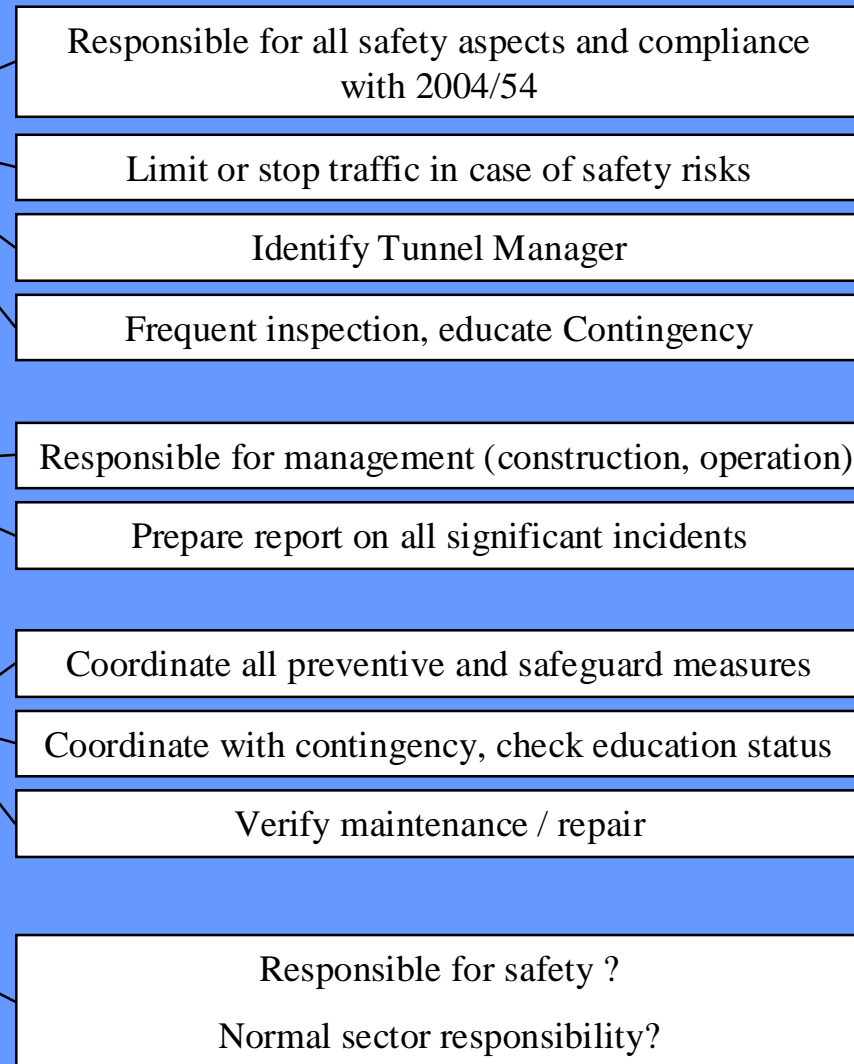 Responsible for all safety aspects and compliance
with 2004/54
Limit or stop traffic in case of safety risks
Identify Tunnel Manager
Frequent inspection, educate Contingency
Responsible for management (construction, operation)
Prepare report on all significant incidents
Coordinate all preventive and safeguard measures
Coordinate with contingency, check education status
Verify maintenance / repair
Responsible for safety ?
Normal sector responsibility?